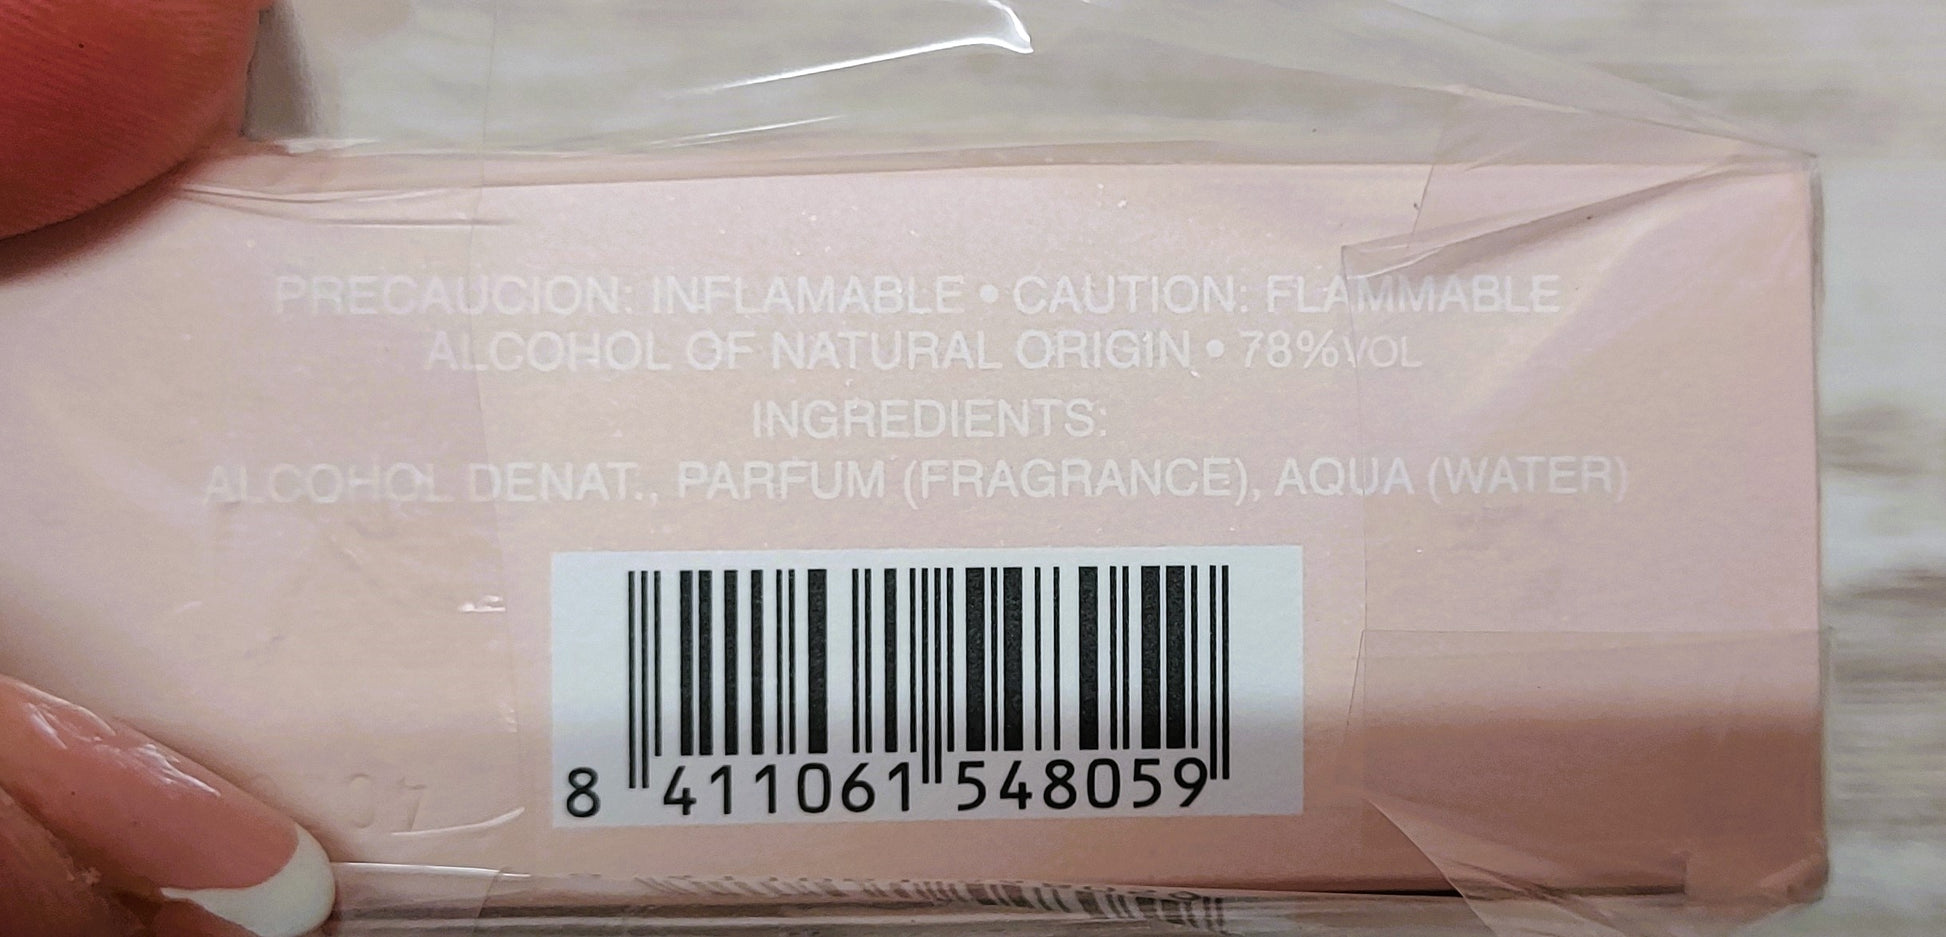 PRECAUCION: INFLAMABLE • CAUTION: FLAMMABLE
ALCOHOL OF NATURAL ORIGIN • 78%VOL
INGREDIENTS:
ALCOHOL DENAT., PARFUM (FRAGRANCE), AQUA (WATER)
8 411061 548059